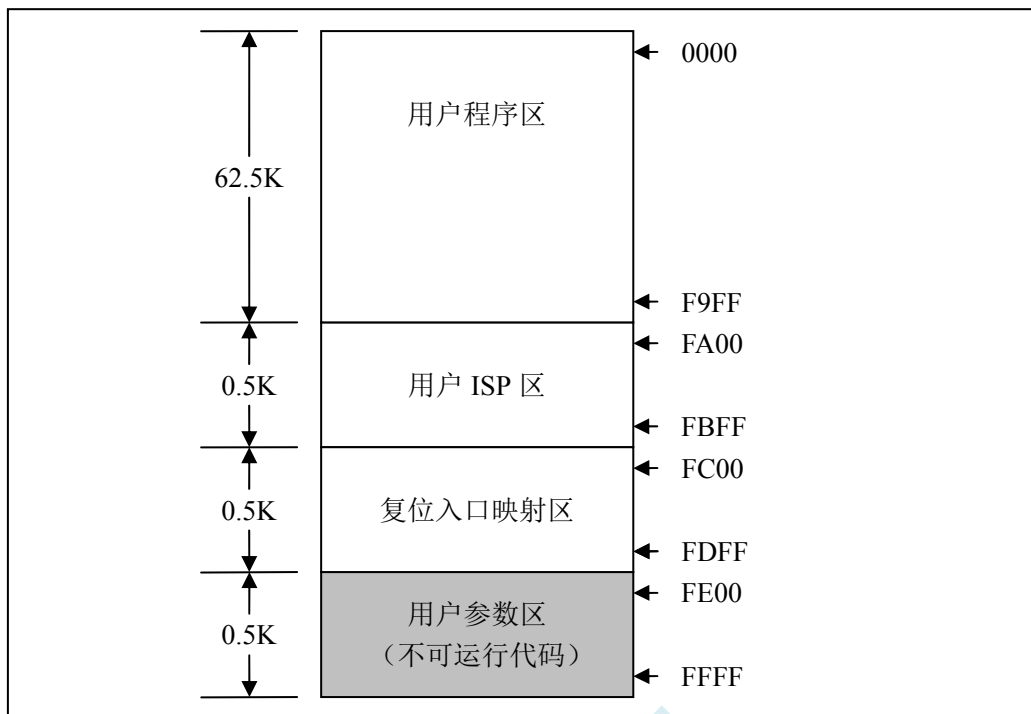 0000
用户程序区
62.5K
F9FF
FA00
用户 ISP 区
0.5K
FBFF
FC00
复位入口映射区
0.5K
FDFF
FE00
用户参数区
0.5K
（不可运行代码）
FFFF